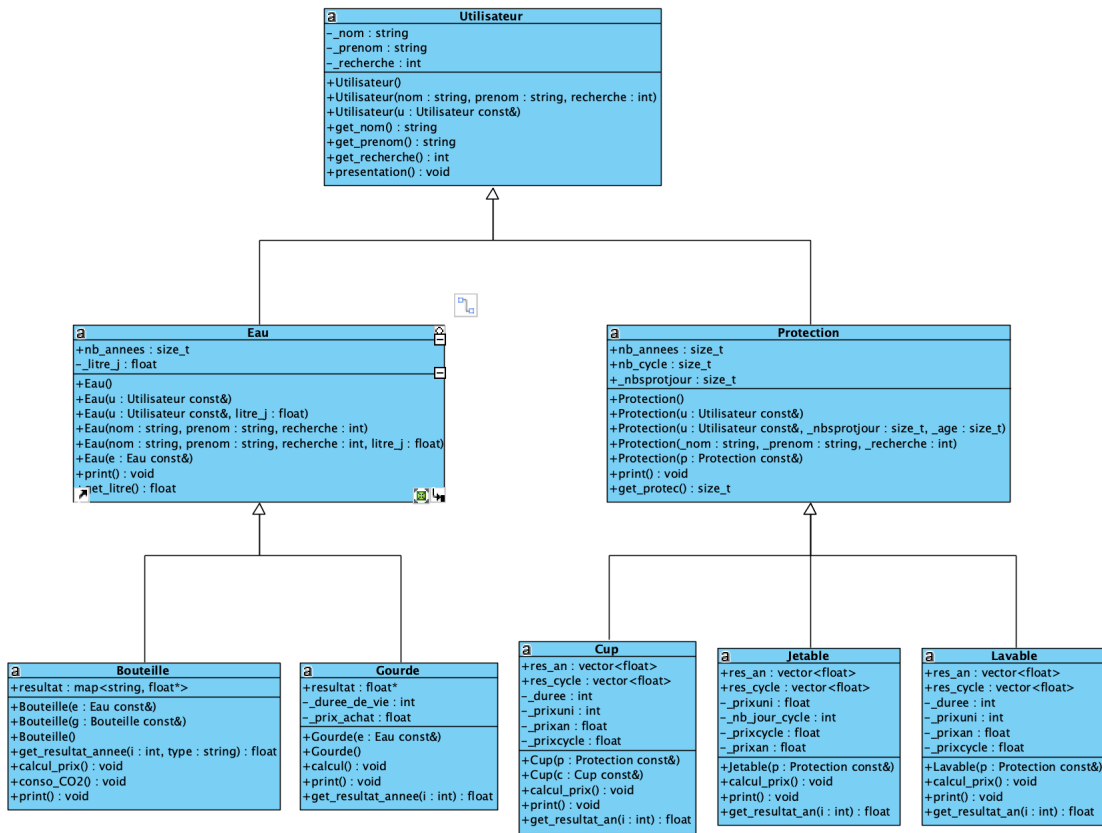 a Utilisateur
-_nom : string
-_prenom : string
-_recherche : int
+Utilisateur()
+Utilisateur(nom : string, prenom : string, recherche : int)
+Utilisateur(u : Utilisateur const&)
+get_nom() : string
+get_prenom() : string
+get_recherche() : int
+presentation() : void
a Eau
+nb_annees : size_t
-_litre_j : float
+Eau()
+Eau(u : Utilisateur const&)
+Eau(u : Utilisateur const&, litre_j : float)
+Eau(nom : string, prenom : string, recherche : int)
+Eau(nom : string, prenom : string, recherche : int, litre_j : float)
+Eau(e : Eau const&)
+print() : void
get_litre() : float
a Protection
+nb_annees : size_t
+nb_cycle : size_t
+_nbsprotjour : size_t
+Protection()
+Protection(u : Utilisateur const&)
+Protection(u : Utilisateur const&, _nbsprotjour : size_t, _age : size_t)
+Protection(_nom : string, _prenom : string, _recherche : int)
+Protection(p : Protection const&)
+print() : void
+get_protec() : size_t
a Bouteille
+resultat : map<string, float*>
+Bouteille(e : Eau const&)
+Bouteille(g : Bouteille const&)
+Bouteille()
+get_resultat_annee(i : int, type : string) : float
+calcul_prix() : void
+conso_CO2() : void
+print() : void
a Gourde
+resultat : float*
-_duree_de_vie : int
-_prix_achat : float
+Gourde(e : Eau const&)
+Gourde()
+calcul() : void
+print() : void
+get_resultat_annee(i : int) : float
a Cup
+res_an : vector<float>
+res_cycle : vector<float>
-_duree : int
-_prixuni : int
-_prixan : float
-_prixcycle : float
+Cup(p : Protection const&)
+Cup(c : Cup const&)
+calcul_prix() : void
+print() : void
+get_resultat_an(i : int) : float
a Jetable
+res_an : vector<float>
+res_cycle : vector<float>
-_prixuni : float
-_nb_jour_cycle : int
-_prixcycle : float
-_prixan : float
+Jetable(p : Protection const&)
+calcul_prix() : void
+print() : void
+get_resultat_an(i : int) : float
a Lavable
+res_an : vector<float>
+res_cycle : vector<float>
-_duree : int
-_prixuni : int
-_prixan : float
-_prixcycle : float
+Lavable(p : Protection const&)
+calcul_prix() : void
+print() : void
+get_resultat_an(i : int) : float